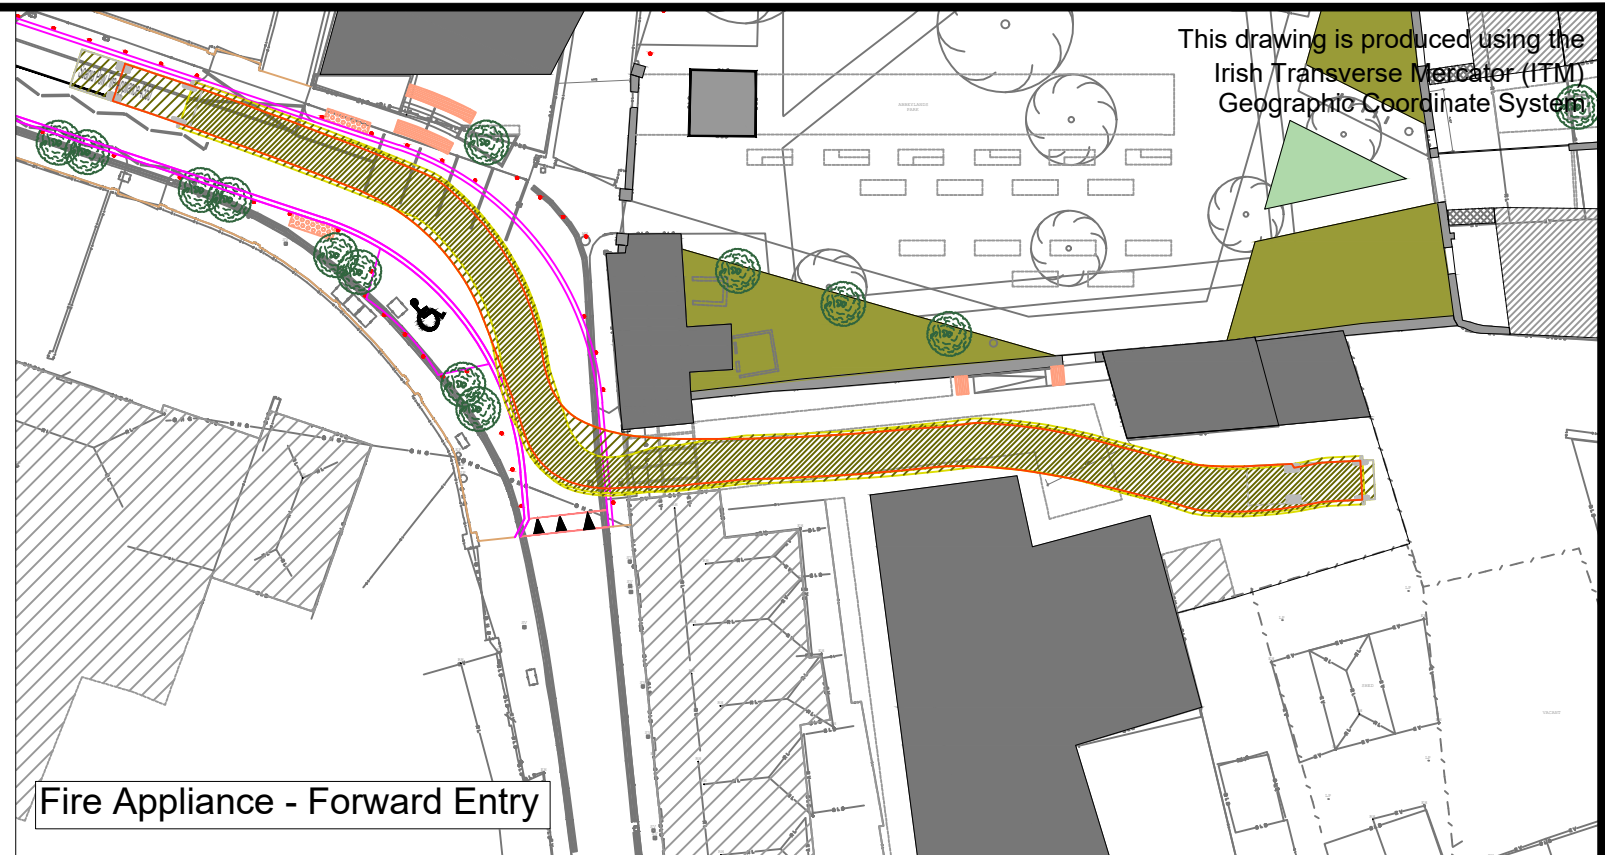 This drawing is produced using the
Irish Transverse Mercator (ITM)
Geographic Coordinate System
Fire Appliance - Forward Entry